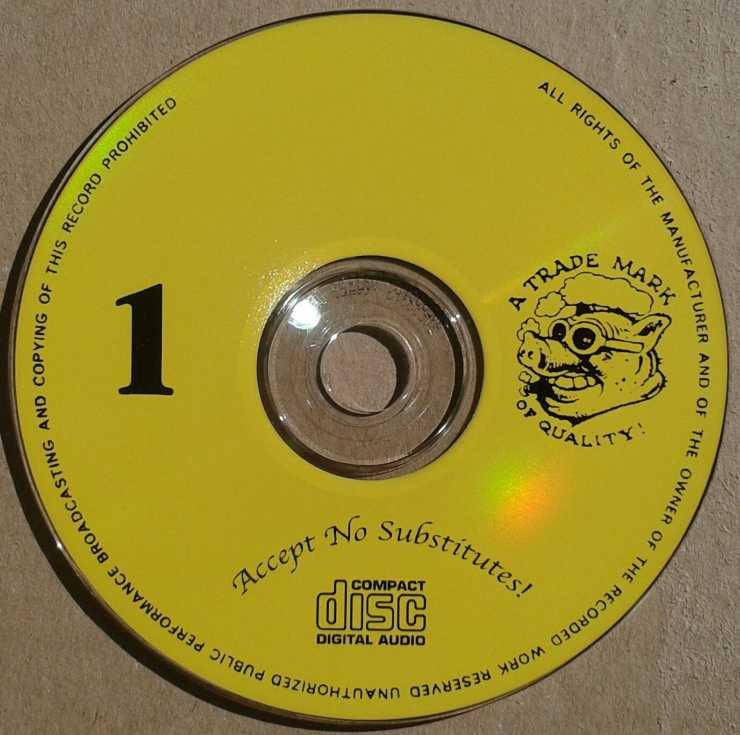 ALL RIGHTS OF THE MANUFACTURER AND OF THE OWNER OF THE RECORDED WORK RESERVED UNAUTHORIZED PUBLIC PERFORMANCE BROADCASTING AND COPYING OF THIS RECORD PROHIBITED
1
A TRADE MARK
OF QUALITY!
Accept No Substitutes!
COMPACT
disc
DIGITAL AUDIO